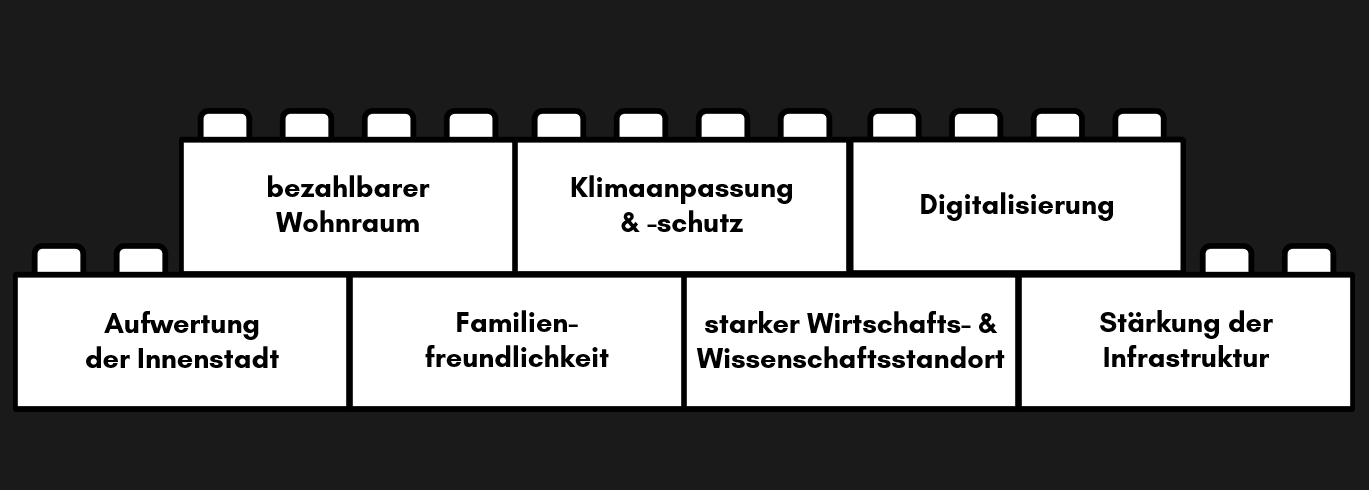 bezahlbarer
Wohnraum
Klimaanpassung
& -schutz
Digitalisierung
Aufwertung
der Innenstadt
Familien-
freundlichkeit
starker Wirtschafts- &
Wissenschaftsstandort
Stärkung der
Infrastruktur